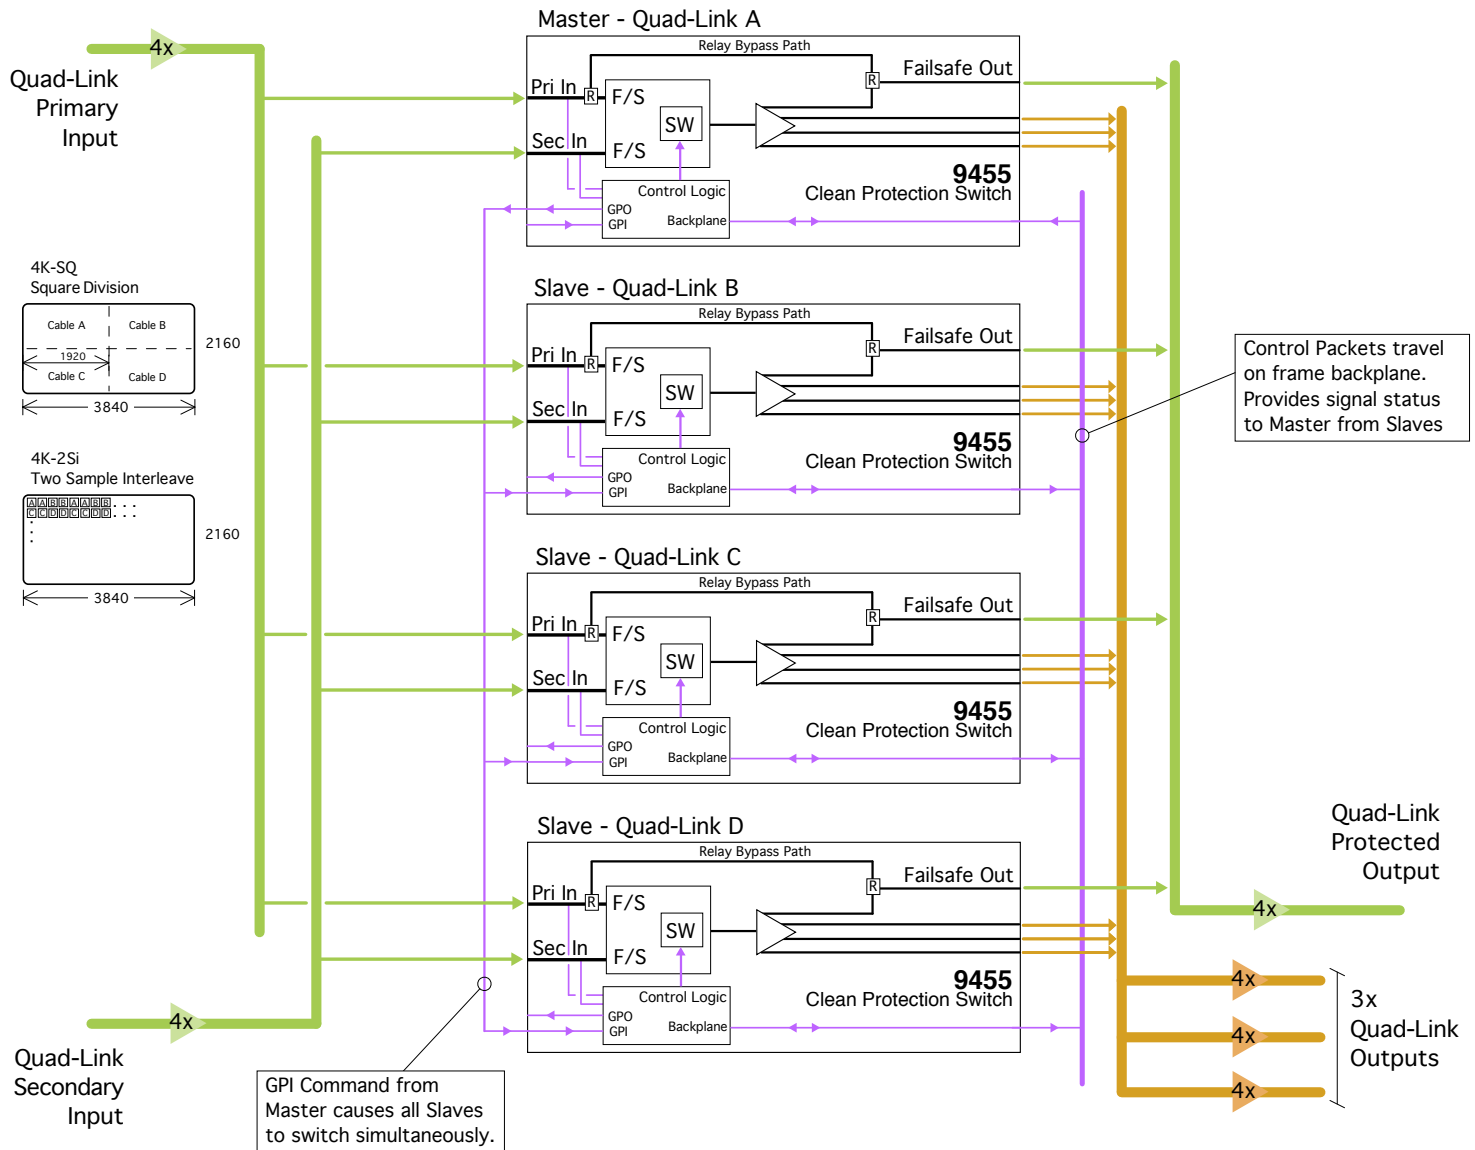 Master - Quad-Link A
4x
Quad-Link
Primary
Input
Relay Bypass Path
Pri In
R
F/S
R
Failsafe Out
SW
Sec In
F/S
9455
Clean Protection Switch
Control Logic
GPO
GPI
Backplane
4K-SQ
Square Division
Cable A
Cable B
1920
Cable C
Cable D
2160
3840
4K-2Si
Two Sample Interleave
A A B B A A B B . . .
C C D D C C D D . . .
.
.
.
2160
3840
Slave - Quad-Link B
Relay Bypass Path
Pri In
R
F/S
R
Failsafe Out
SW
Sec In
F/S
9455
Clean Protection Switch
Control Logic
GPO
GPI
Backplane
Control Packets travel
on frame backplane.
Provides signal status
to Master from Slaves
Slave - Quad-Link C
Relay Bypass Path
Pri In
R
F/S
R
Failsafe Out
SW
Sec In
F/S
9455
Clean Protection Switch
Control Logic
GPO
GPI
Backplane
Slave - Quad-Link D
Relay Bypass Path
Pri In
R
F/S
R
Failsafe Out
SW
Sec In
F/S
9455
Clean Protection Switch
Control Logic
GPO
GPI
Backplane
Quad-Link
Protected
Output
4x
4x
4x
4x
3x
Quad-Link
Outputs
4x
Quad-Link
Secondary
Input
GPI Command from
Master causes all Slaves
to switch simultaneously.